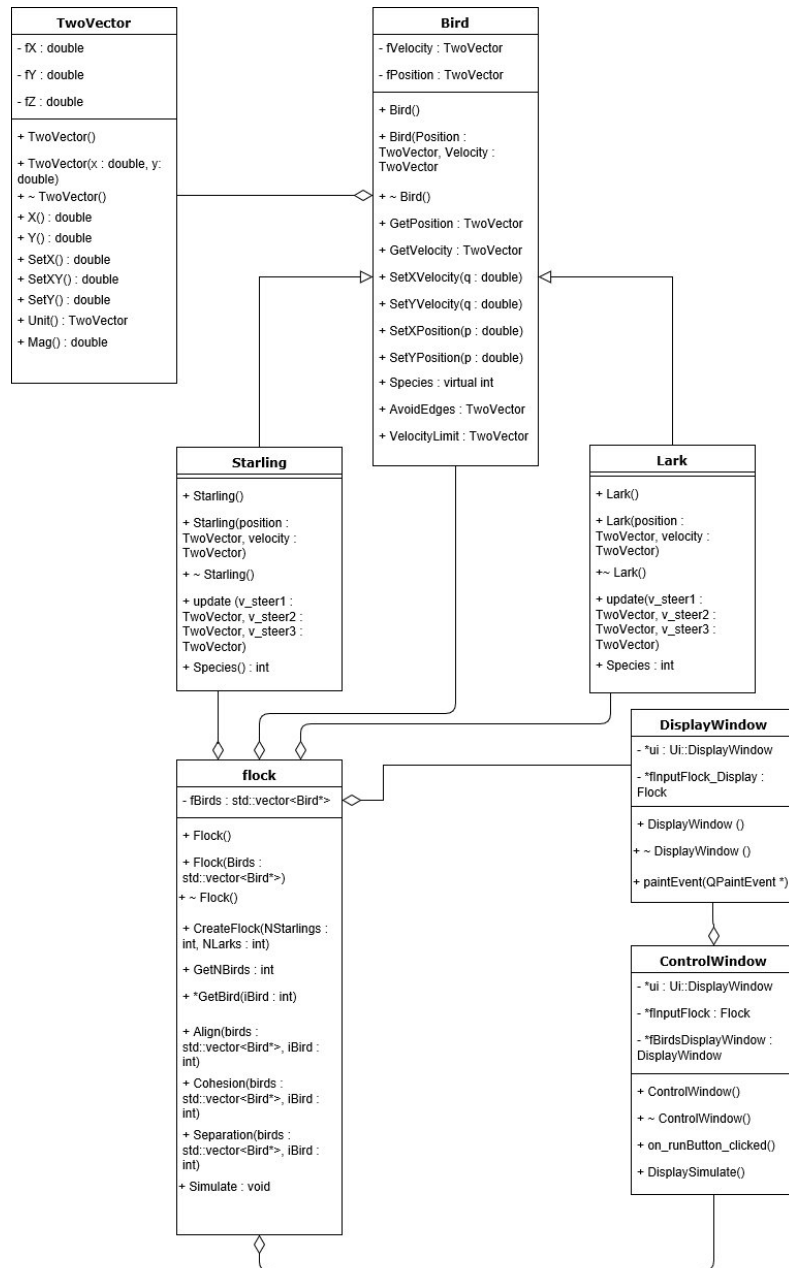 TwoVector
- fX : double
- fY : double
- fZ : double
+ TwoVector()
+ TwoVector(x : double, y:
double)
+ ~ TwoVector()
+ X() : double
+ Y() : double
+ SetX() : double
+ SetXY() : double
+ SetY() : double
+ Unit() : TwoVector
+ Mag() : double
Bird
- fVelocity : TwoVector
- fPosition : TwoVector
+ Bird()
+ Bird(Position :
TwoVector, Velocity :
TwoVector
+ ~ Bird()
+ GetPosition : TwoVector
+ GetVelocity : TwoVector
+ SetXVelocity(q : double)
+ SetYVelocity(q : double)
+ SetXPosition(p : double)
+ SetYPosition(p : double)
+ Species : virtual int
+ AvoidEdges : TwoVector
+ VelocityLimit : TwoVector
Starling
+ Starling()
+ Starling(position :
TwoVector, velocity :
TwoVector)
+ ~ Starling()
+ update (v_steer1 :
TwoVector, v_steer2 :
TwoVector, v_steer3 :
TwoVector)
+ Species() : int
Lark
+ Lark()
+ Lark(position :
TwoVector, velocity :
TwoVector)
+~ Lark()
+ update(v_steer1 :
TwoVector, v_steer2 :
TwoVector, v_steer3 :
TwoVector)
+ Species : int
flock
- fBirds : std::vector<Bird*>
+ Flock()
+ Flock(Birds :
std::vector<Bird*>)
+ ~ Flock()
+ CreateFlock(NStarlings :
int, NLarks : int)
+ GetNBirds : int
+ *GetBird(iBird : int)
+ Align(birds :
std::vector<Bird*>, iBird :
int)
+ Cohesion(birds :
std::vector<Bird*>, iBird :
int)
+ Separation(birds :
std::vector<Bird*>, iBird :
int)
+ Simulate : void
DisplayWindow
- *ui : Ui::DisplayWindow
- *fInputFlock_Display :
Flock
+ DisplayWindow ()
+ ~ DisplayWindow ()
+ paintEvent(QPaintEvent *)
ControlWindow
- *ui : Ui::DisplayWindow
- *fInputFlock : Flock
- *fBirdsDisplayWindow :
DisplayWindow
+ ControlWindow()
+ ~ ControlWindow()
+ on_runButton_clicked()
+ DisplaySimulate()